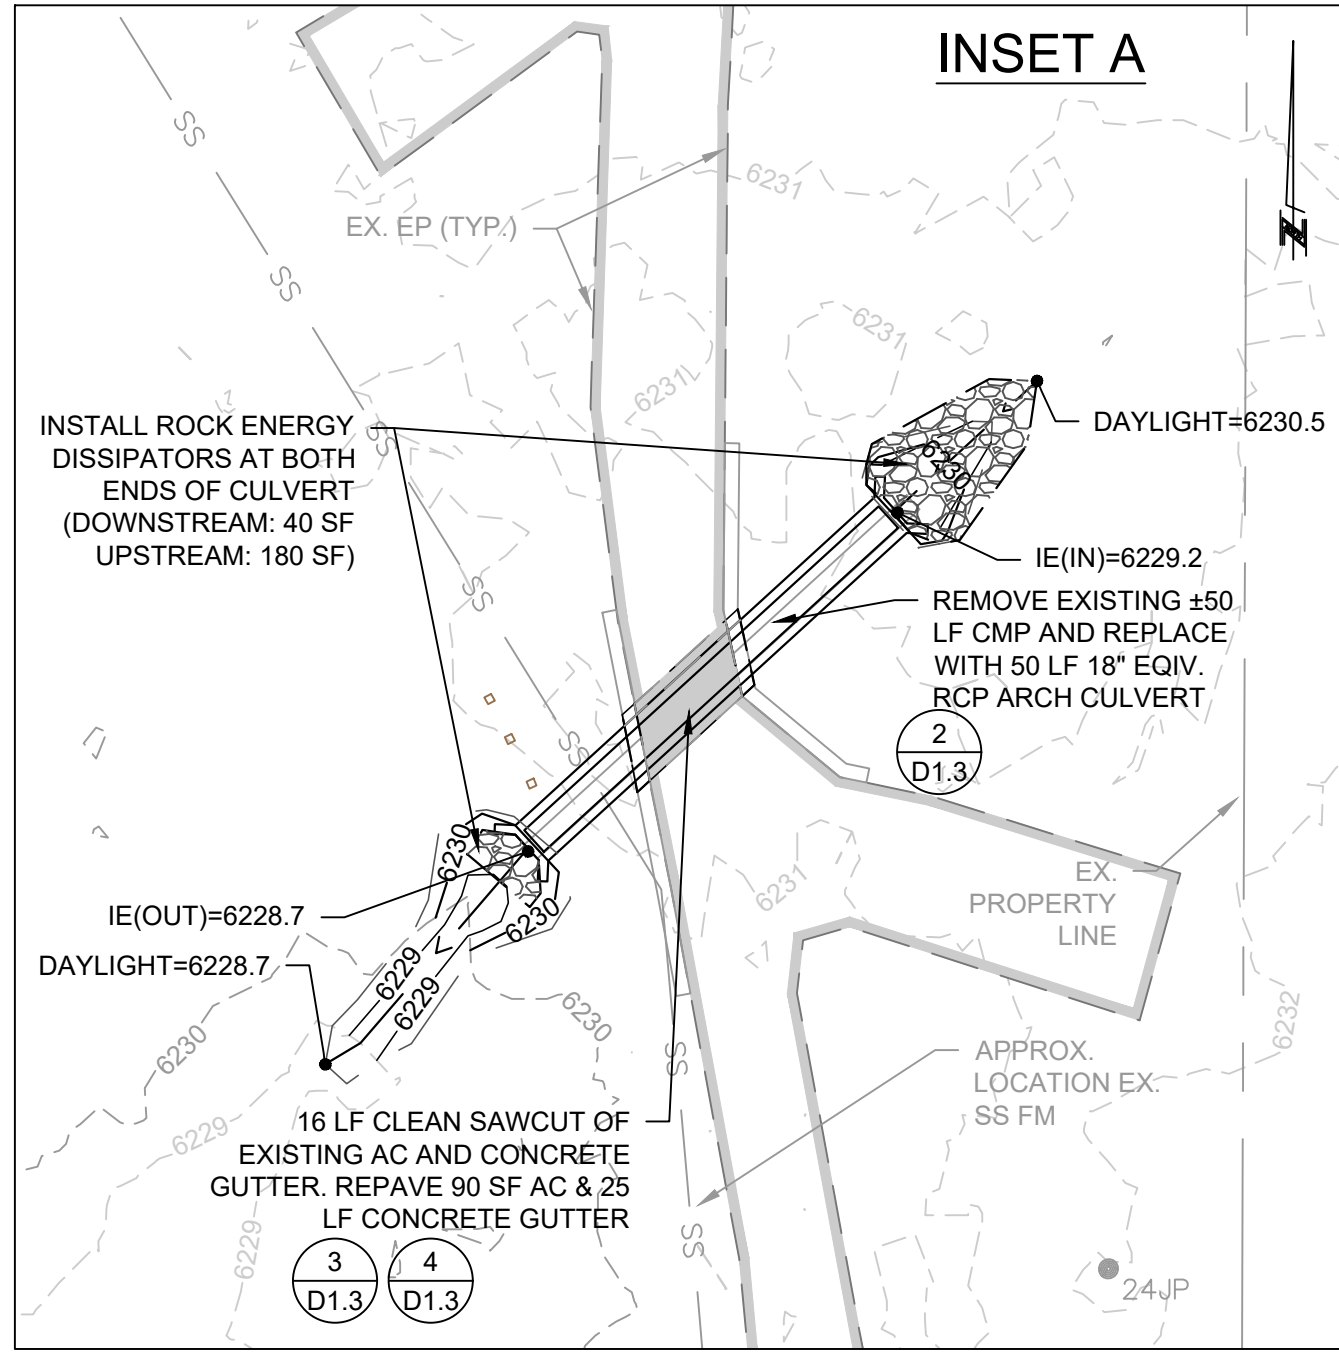 INSET A
Z
SS
SS
SS
SS
SS
SS
SS
6231
EX. EP (TYP.)
6231
6231
INSTALL ROCK ENERGY
DISSIPATORS AT BOTH
ENDS OF CULVERT
(DOWNSTREAM: 40 SF
UPSTREAM: 180 SF)
DAYLIGHT=6230.5
6230
IE(IN)=6229.2
REMOVE EXISTING ±50
LF CMP AND REPLACE
WITH 50 LF 18" EQIV.
RCP ARCH CULVERT
2
D1.3
6230
6230
6231
EX.
PROPERTY
LINE
IE(OUT)=6228.7
DAYLIGHT=6228.7
6229
6229
6230
6230
6232
6229
6229
APPROX.
LOCATION EX.
SS FM
16 LF CLEAN SAWCUT OF
EXISTING AC AND CONCRETE
GUTTER. REPAVE 90 SF AC & 25
LF CONCRETE GUTTER
3
D1.3
4
D1.3
24JP